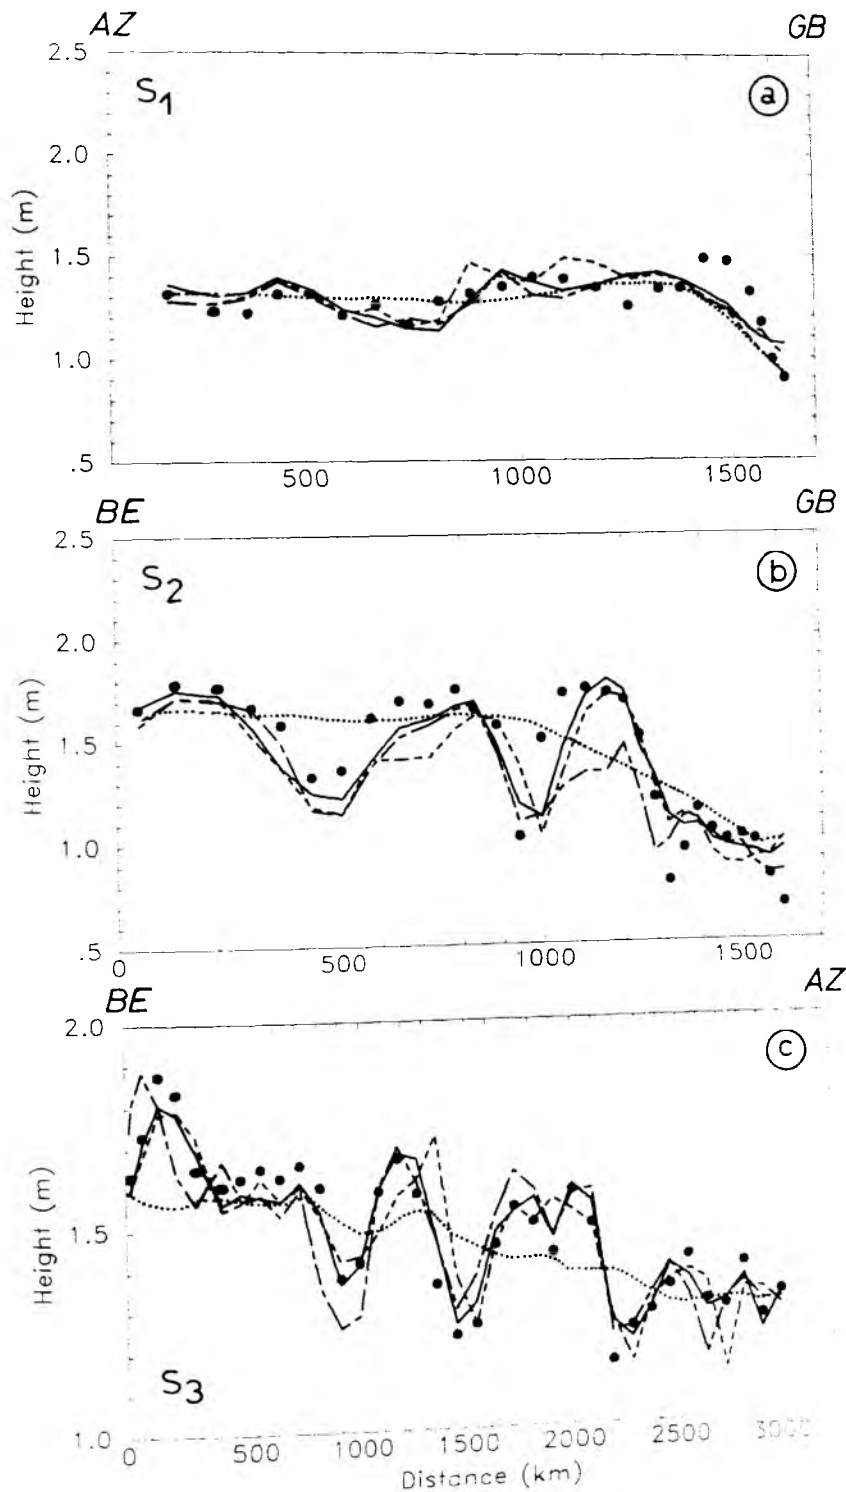 AZ GB
2.5
S1 a
2.0
1.5
1.0
.5
Height (m)
500 1000 1500
BE GB
2.5
S2 b
2.0
1.5
1.0
.5
Height (m)
0 500 1000 1500
BE AZ
2.0
c
1.5
Height (m)
S3
1.0
0 500 1000 1500 2000 2500 3000
Distance (km)